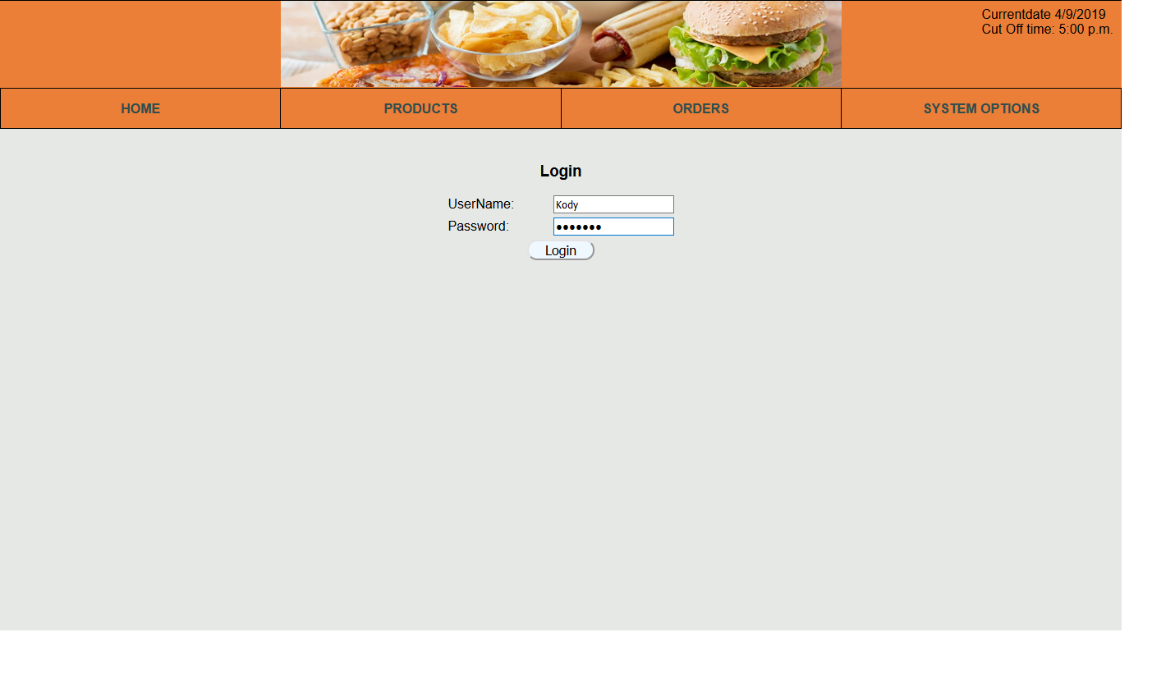 Currentdate 4/9/2019
Cut Off time: 5:00 p.m.
HOME PRODUCTS ORDERS SYSTEM OPTIONS
Login
UserName: Kody
Password: •••••••
Login